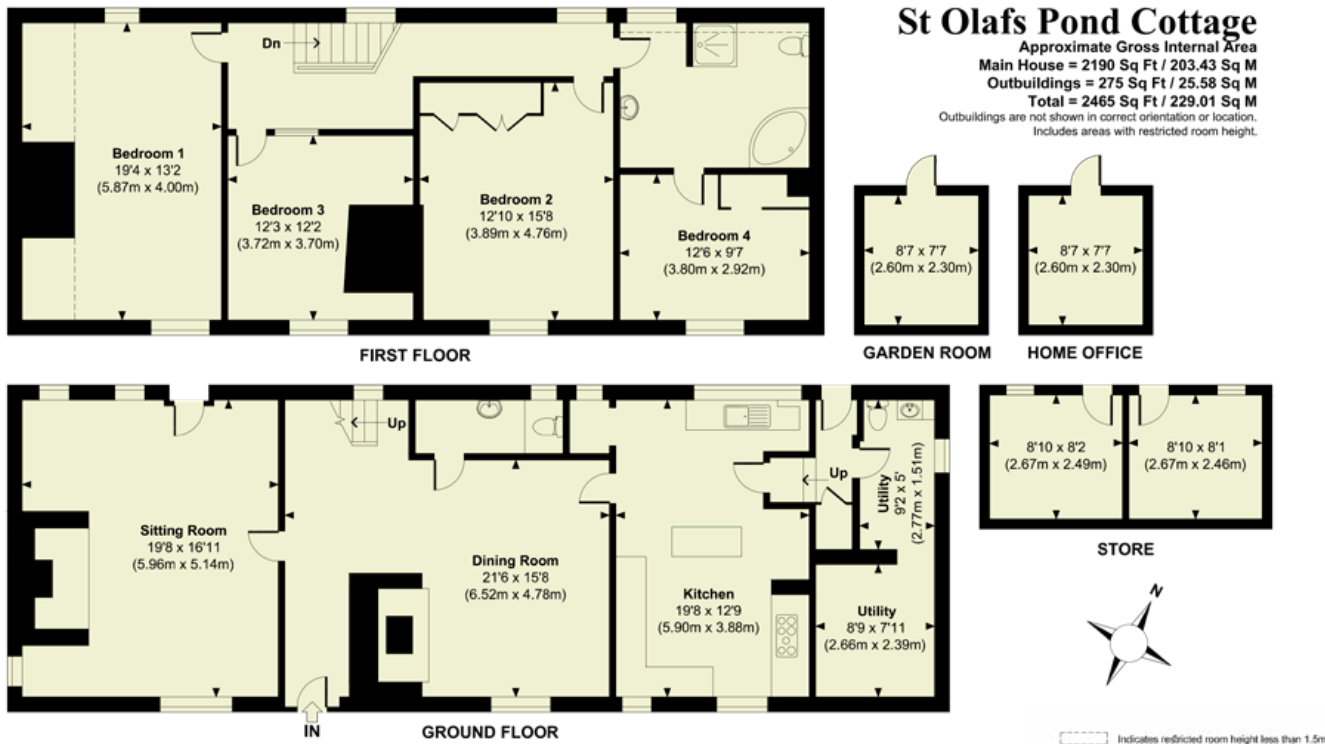 St Olafs Pond Cottage
Approximate Gross Internal Area
Main House = 2190 Sq Ft / 203.43 Sq M
Outbuildings = 275 Sq Ft / 25.58 Sq M
Total = 2465 Sq Ft / 229.01 Sq M
Outbuildings are not shown in correct orientation or location.
Includes areas with restricted room height.
Dn
Bedroom 1
19'4 x 13'2
(5.87m x 4.00m)
Bedroom 3
12'3 x 12'2
(3.72m x 3.70m)
Bedroom 2
12'10 x 15'8
(3.89m x 4.76m)
Bedroom 4
12'6 x 9'7
(3.80m x 2.92m)
FIRST FLOOR
8'7 x 7'7
(2.60m x 2.30m)
GARDEN ROOM
8'7 x 7'7
(2.60m x 2.30m)
HOME OFFICE
Up
Sitting Room
19'8 x 16'11
(5.96m x 5.14m)
Dining Room
21'6 x 15'8
(6.52m x 4.78m)
Kitchen
19'8 x 12'9
(5.90m x 3.88m)
Up
Utility
9'2 x 5'
(2.77m x 1.51m)
Utility
8'9 x 7'11
(2.66m x 2.39m)
IN
GROUND FLOOR
8'10 x 8'2
(2.67m x 2.49m)
8'10 x 8'1
(2.67m x 2.46m)
STORE
N
Indicates restricted room height less than 1.5m